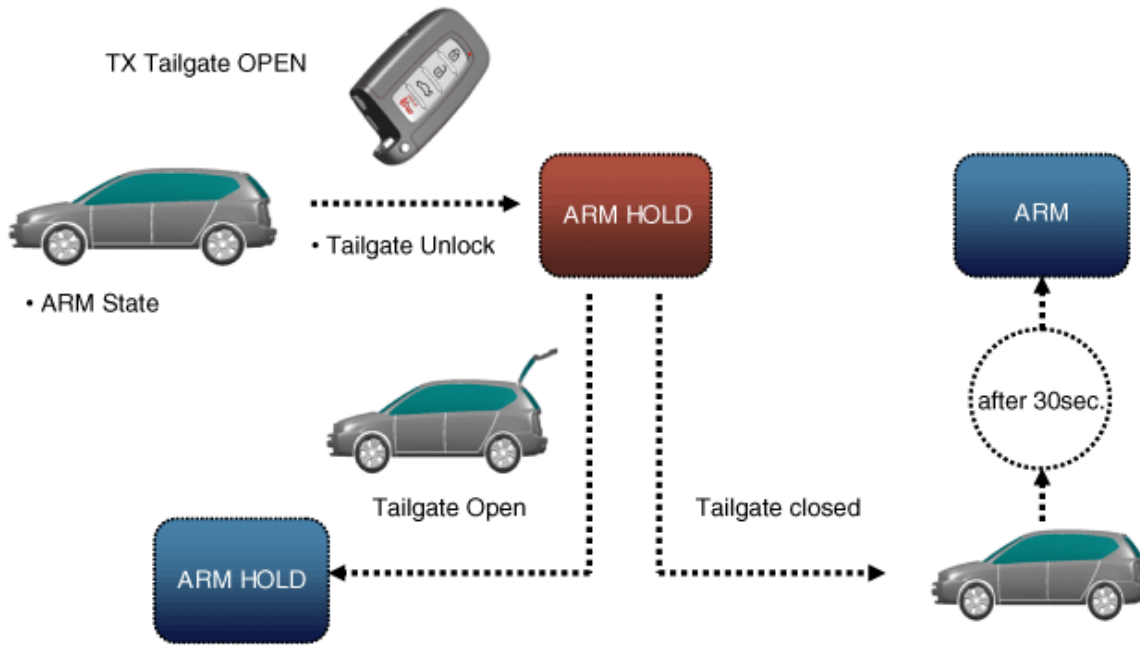 TX Tailgate OPEN
ARM HOLD
ARM
• Tailgate Unlock
• ARM State
after 30sec.
Tailgate Open
Tailgate closed
ARM HOLD